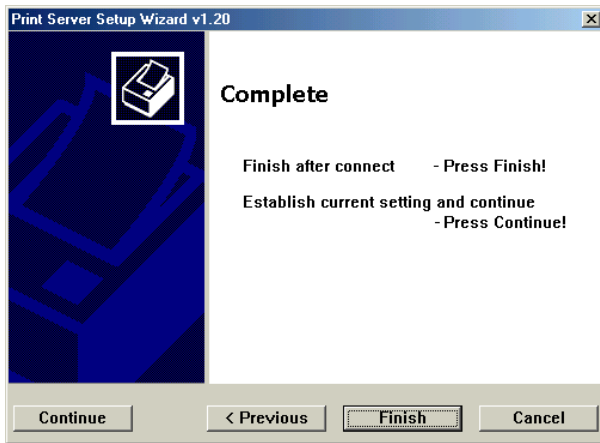 Print Server Setup Wizard v1.20
Complete
Finish after connect - Press Finish!
Establish current setting and continue
- Press Continue!
Continue < Previous Finish Cancel